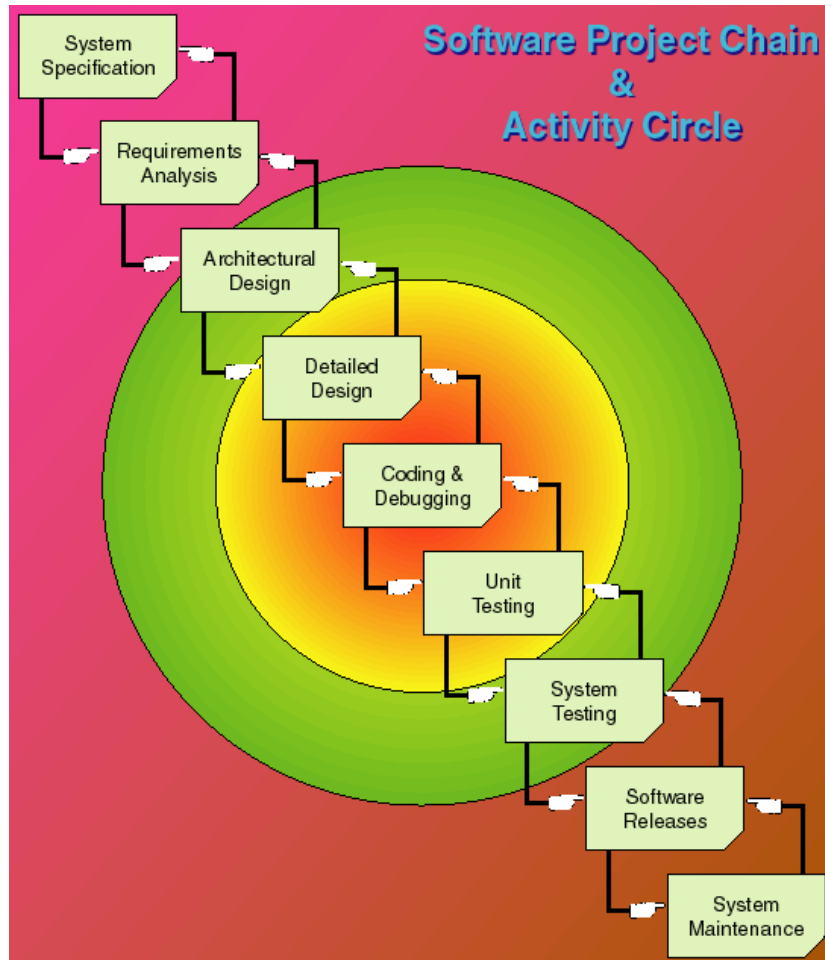 Software Project Chain
&
Activity Circle
System
Specification
Requirements
Analysis
Architectural
Design
Detailed
Design
Coding &
Debugging
Unit
Testing
System
Testing
Software
Releases
System
Maintenance